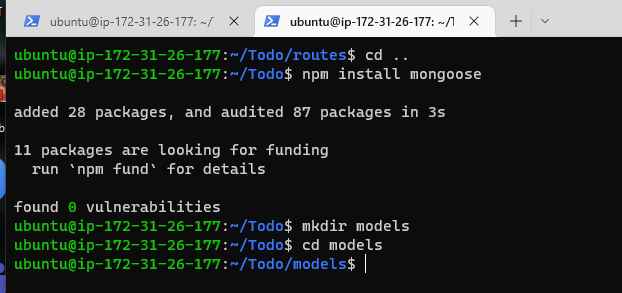 ubuntu@ip-172-31-26-177: ~/
ubuntu@ip-172-31-26-177: ~/T
ubuntu@ip-172-31-26-177:~/Todo/routes$ cd ..
ubuntu@ip-172-31-26-177:~/Todo$ npm install mongoose
added 28 packages, and audited 87 packages in 3s
11 packages are looking for funding
run `npm fund` for details
found 0 vulnerabilities
ubuntu@ip-172-31-26-177:~/Todo$ mkdir models
ubuntu@ip-172-31-26-177:~/Todo$ cd models
ubuntu@ip-172-31-26-177:~/Todo/models$